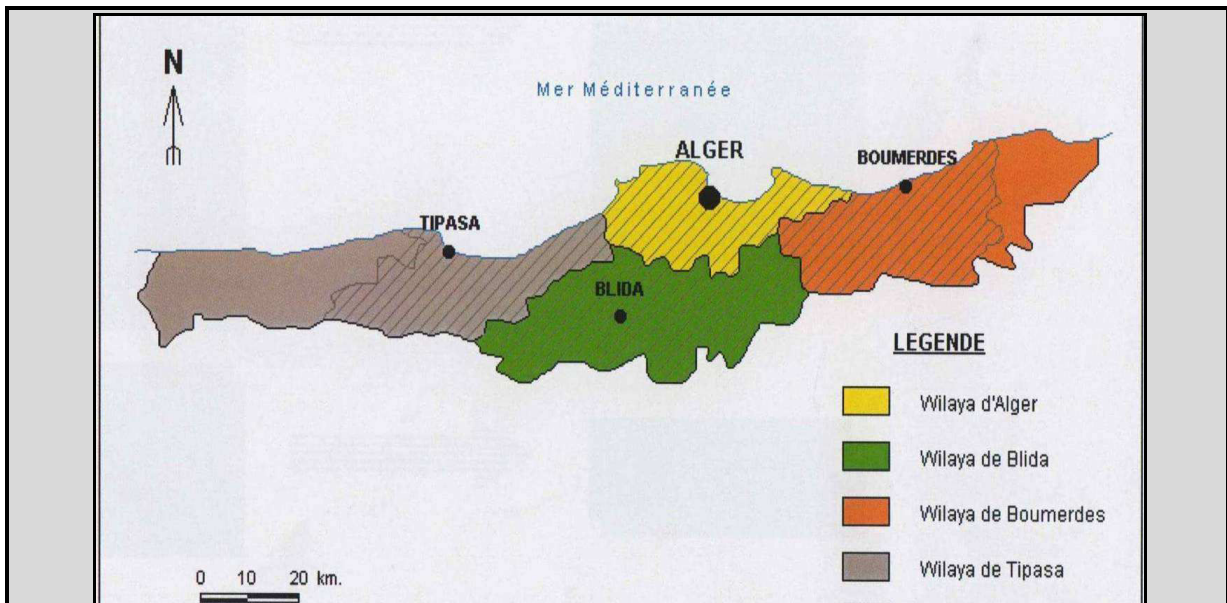 N
Mer Méditerranée
ALGER
BOUMERDES
TIPASA
BLIDA
LEGENDE
Wilaya d'Alger
Wilaya de Blida
Wilaya de Boumerdes
Wilaya de Tipasa
0 10 20 km.